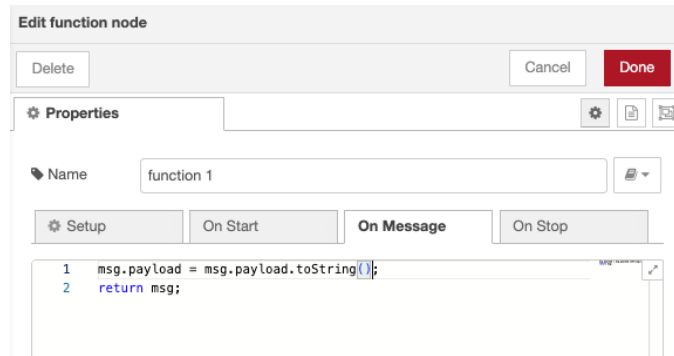 Edit function node
Delete
Cancel
Done
Properties
Name
function 1
Setup
On Start
On Message
On Stop
1 msg.payload = msg.payload.toString();
2 return msg;